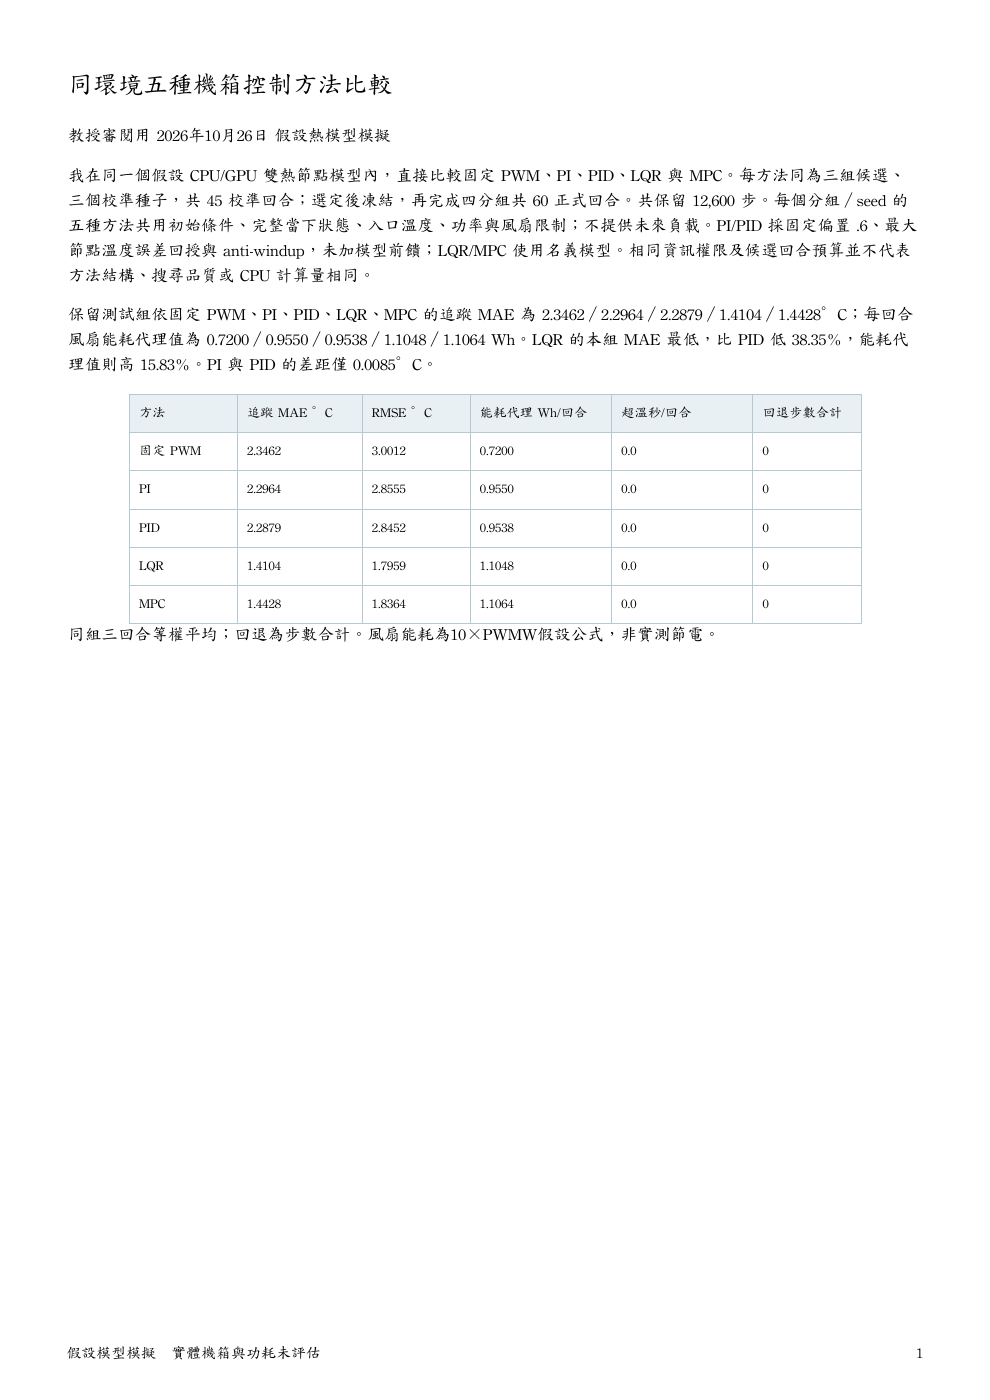 同環境五種機箱控制方法比較
教授審閱用 2026年10月26日 假設熱模型模擬
我在同一個假設 CPU/GPU 雙熱節點模型內，直接比較固定 PWM、PI、PID、LQR 與 MPC。每方法同為三組候選、
三個校準種子，共 45 校準回合；選定後凍結，再完成四分組共 60 正式回合。共保留 12,600 步。每個分組／seed 的
五種方法共用初始條件、完整當下狀態、入口溫度、功率與風扇限制；不提供未來負載。PI/PID 採固定偏置 .6、最大
節點溫度誤差回授與 anti-windup，未加模型前饋；LQR/MPC 使用名義模型。相同資訊權限及候選回合預算並不代表
方法結構、搜尋品質或 CPU 計算量相同。
保留測試組依固定 PWM、PI、PID、LQR、MPC 的追蹤 MAE 為 2.3462／2.2964／2.2879／1.4104／1.4428°C；每回合
風扇能耗代理值為 0.7200／0.9550／0.9538／1.1048／1.1064 Wh。LQR 的本組 MAE 最低，比 PID 低 38.35%，能耗代
理值則高 15.83%。PI 與 PID 的差距僅 0.0085°C。
方法 追蹤 MAE °C RMSE °C 能耗代理 Wh/回合 超溫秒/回合 回退步數合計
固定 PWM 2.3462 3.0012 0.7200 0.0 0
PI 2.2964 2.8555 0.9550 0.0 0
PID 2.2879 2.8452 0.9538 0.0 0
LQR 1.4104 1.7959 1.1048 0.0 0
MPC 1.4428 1.8364 1.1064 0.0 0
同組三回合等權平均；回退為步數合計。風扇能耗為10×PWMW假設公式，非實測節電。
假設模型模擬　實體機箱與功耗未評估 1